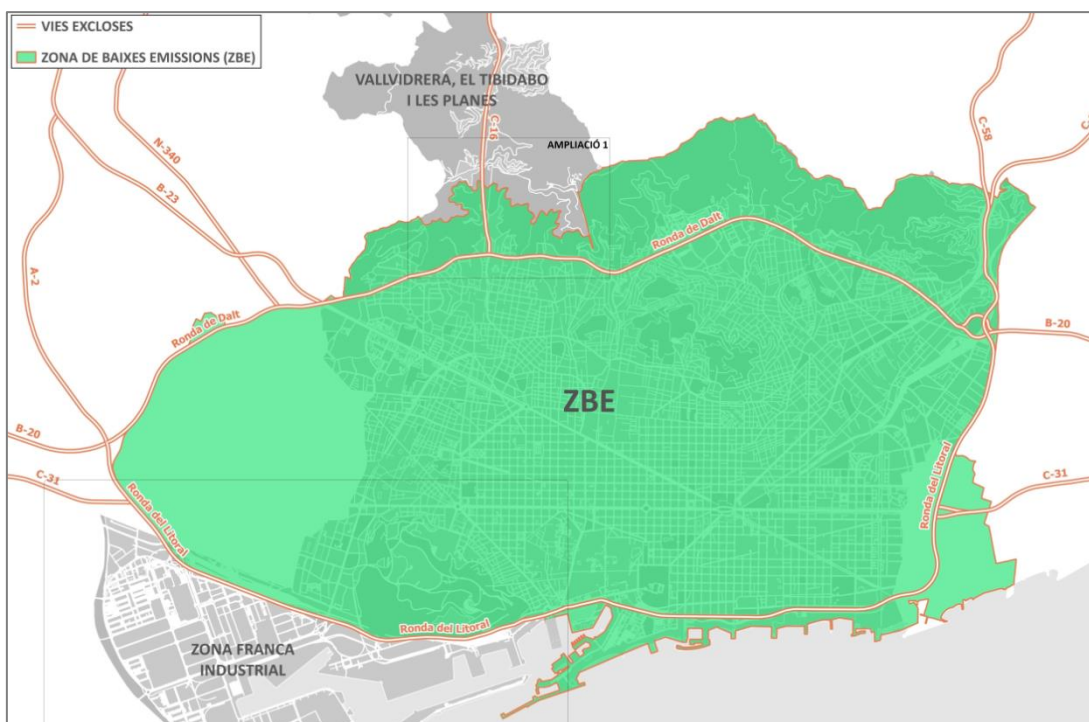 VIES EXCLOSES
ZONA DE BAIXES EMISSIONS (ZBE)
VALLVIDRERA, EL TIBIDABO
I LES PLANES
C-16
AMPLIACIÓ 1
C-58
N-340
B-23
A-2
Ronda de Dalt
Ronda de Dalt
B-20
ZBE
B-20
C-31
C-31
Ronda del Litoral
Ronda del Litoral
Ronda del Litoral
ZONA FRANCA
INDUSTRIAL